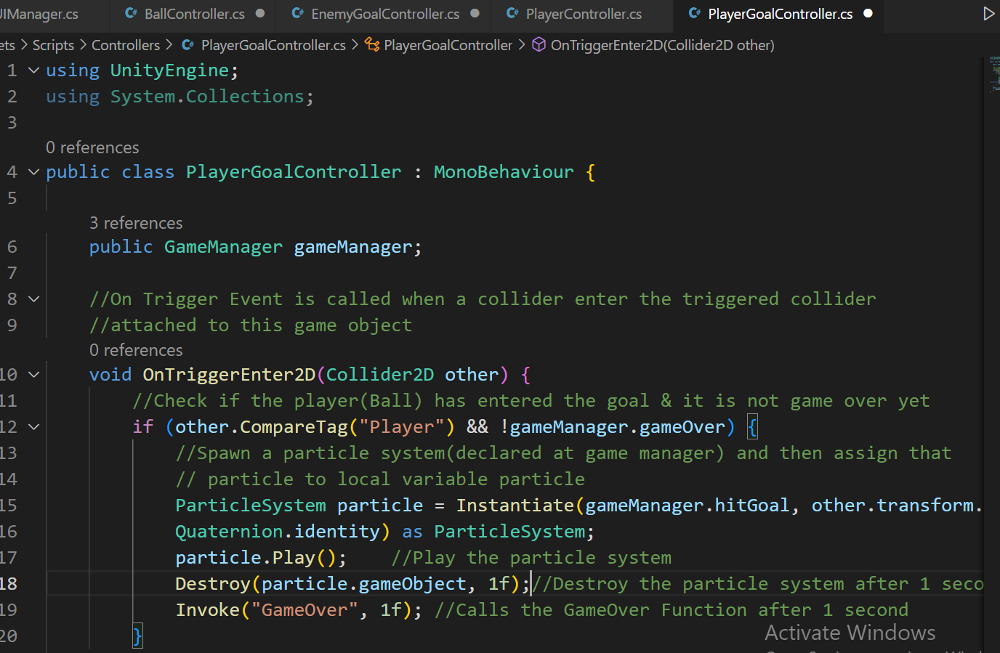 UIManager.cs BallController.cs EnemyGoalController.cs PlayerController.cs PlayerGoalController.cs
ets > Scripts > Controllers > PlayerGoalController.cs > PlayerGoalController > OnTriggerEnter2D(Collider2D other)
1 using UnityEngine;
2 using System.Collections;
3
0 references
4 public class PlayerGoalController : MonoBehaviour {
5
3 references
6 public GameManager gameManager;
7
8 //On Trigger Event is called when a collider enter the triggered collider
9 //attached to this game object
0 references
10 void OnTriggerEnter2D(Collider2D other) {
11 //Check if the player(Ball) has entered the goal & it is not game over yet
12 if (other.CompareTag("Player") && !gameManager.gameOver) {
13 //Spawn a particle system(declared at game manager) and then assign that
14 // particle to local variable particle
15 ParticleSystem particle = Instantiate(gameManager.hitGoal, other.transform.
16 Quaternion.identity) as ParticleSystem;
17 particle.Play(); //Play the particle system
18 Destroy(particle.gameObject, 1f);//Destroy the particle system after 1 seco
19 Invoke("GameOver", 1f); //Calls the GameOver Function after 1 second
20 }
Activate Windows